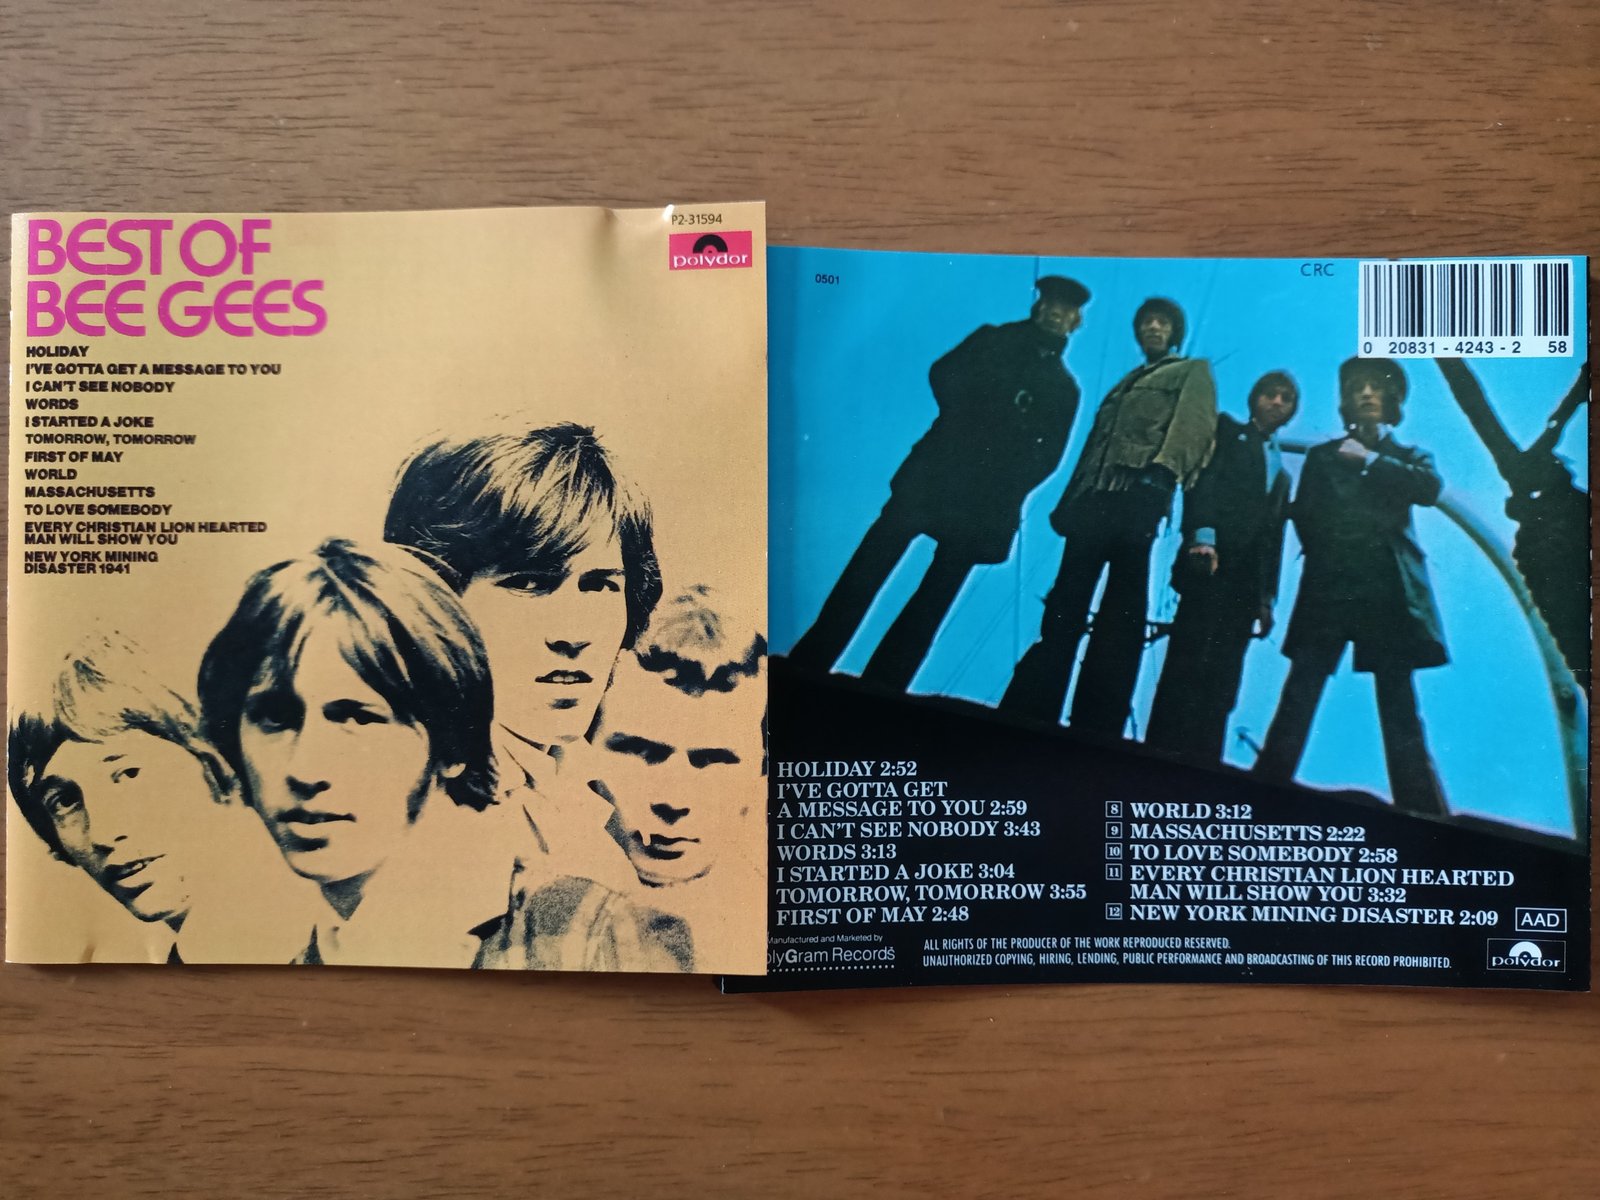 BEST OF
BEE GEES
HOLIDAY
I'VE GOTTA GET A MESSAGE TO YOU
I CAN'T SEE NOBODY
WORDS
I STARTED A JOKE
TOMORROW, TOMORROW
FIRST OF MAY
WORLD
MASSACHUSETTS
TO LOVE SOMEBODY
EVERY CHRISTIAN LION HEARTED
MAN WILL SHOW YOU
NEW YORK MINING
DISASTER 1941
P2-31594
polydor
0501
CRC
0 20831-4243-2 58
HOLIDAY 2:52
I'VE GOTTA GET
A MESSAGE TO YOU 2:59
I CAN'T SEE NOBODY 3:43
WORDS 3:13
I STARTED A JOKE 3:04
TOMORROW, TOMORROW 3:55
FIRST OF MAY 2:48
8 WORLD 3:12
9 MASSACHUSETTS 2:22
10 TO LOVE SOMEBODY 2:58
11 EVERY CHRISTIAN LION HEARTED
MAN WILL SHOW YOU 3:32
12 NEW YORK MINING DISASTER 2:09
AAD
Manufactured and Marketed by
olyGram Records
ALL RIGHTS OF THE PRODUCER OF THE WORK REPRODUCED RESERVED.
UNAUTHORIZED COPYING, HIRING, LENDING, PUBLIC PERFORMANCE AND BROADCASTING OF THIS RECORD PROHIBITED.
polydor